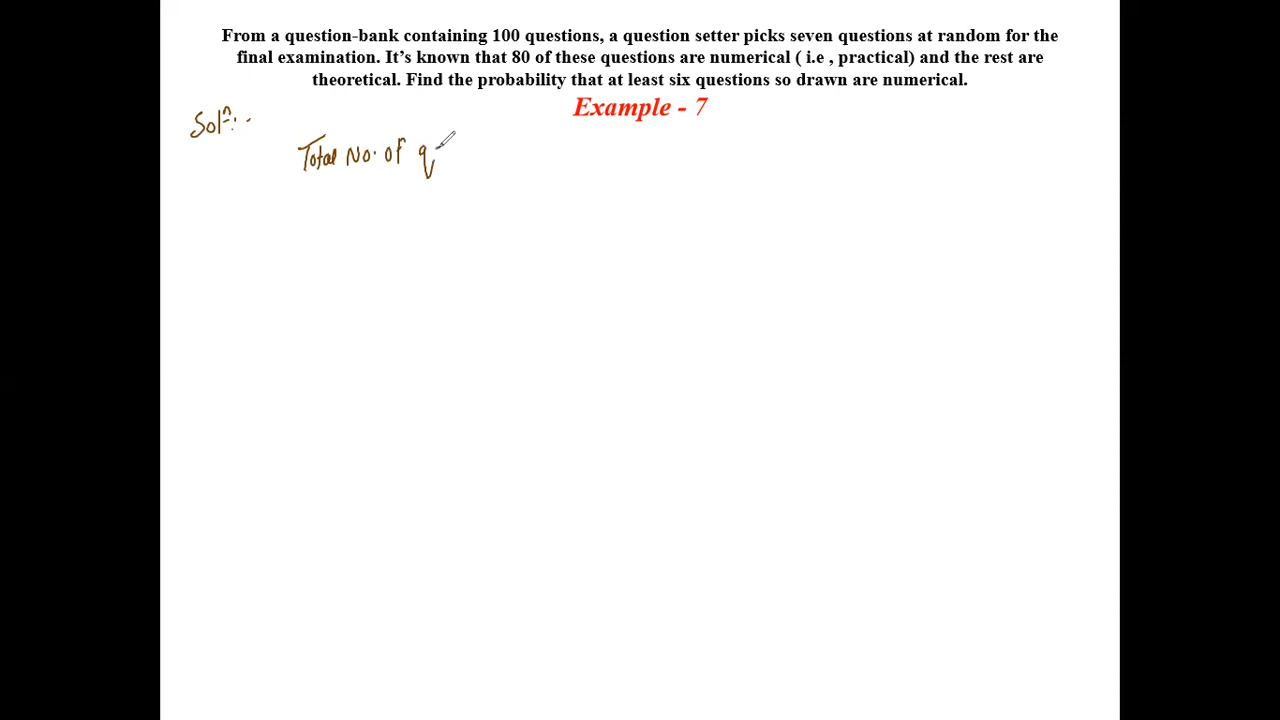 From a question-bank containing 100 questions, a question setter picks seven questions at random for the
final examination. It's known that 80 of these questions are numerical ( i.e , practical) and the rest are
theoretical. Find the probability that at least six questions so drawn are numerical.
Example - 7
Solⁿ:-
Total No. of q